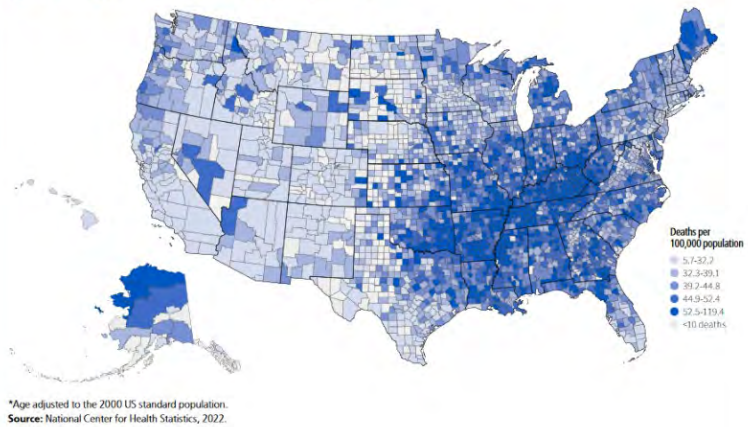 Deaths per
100,000 population
5.7-32.2
32.3-39.1
39.2-44.8
44.9-52.4
52.5-119.4
<10 deaths
*Age adjusted to the 2000 US standard population.
Source: National Center for Health Statistics, 2022.